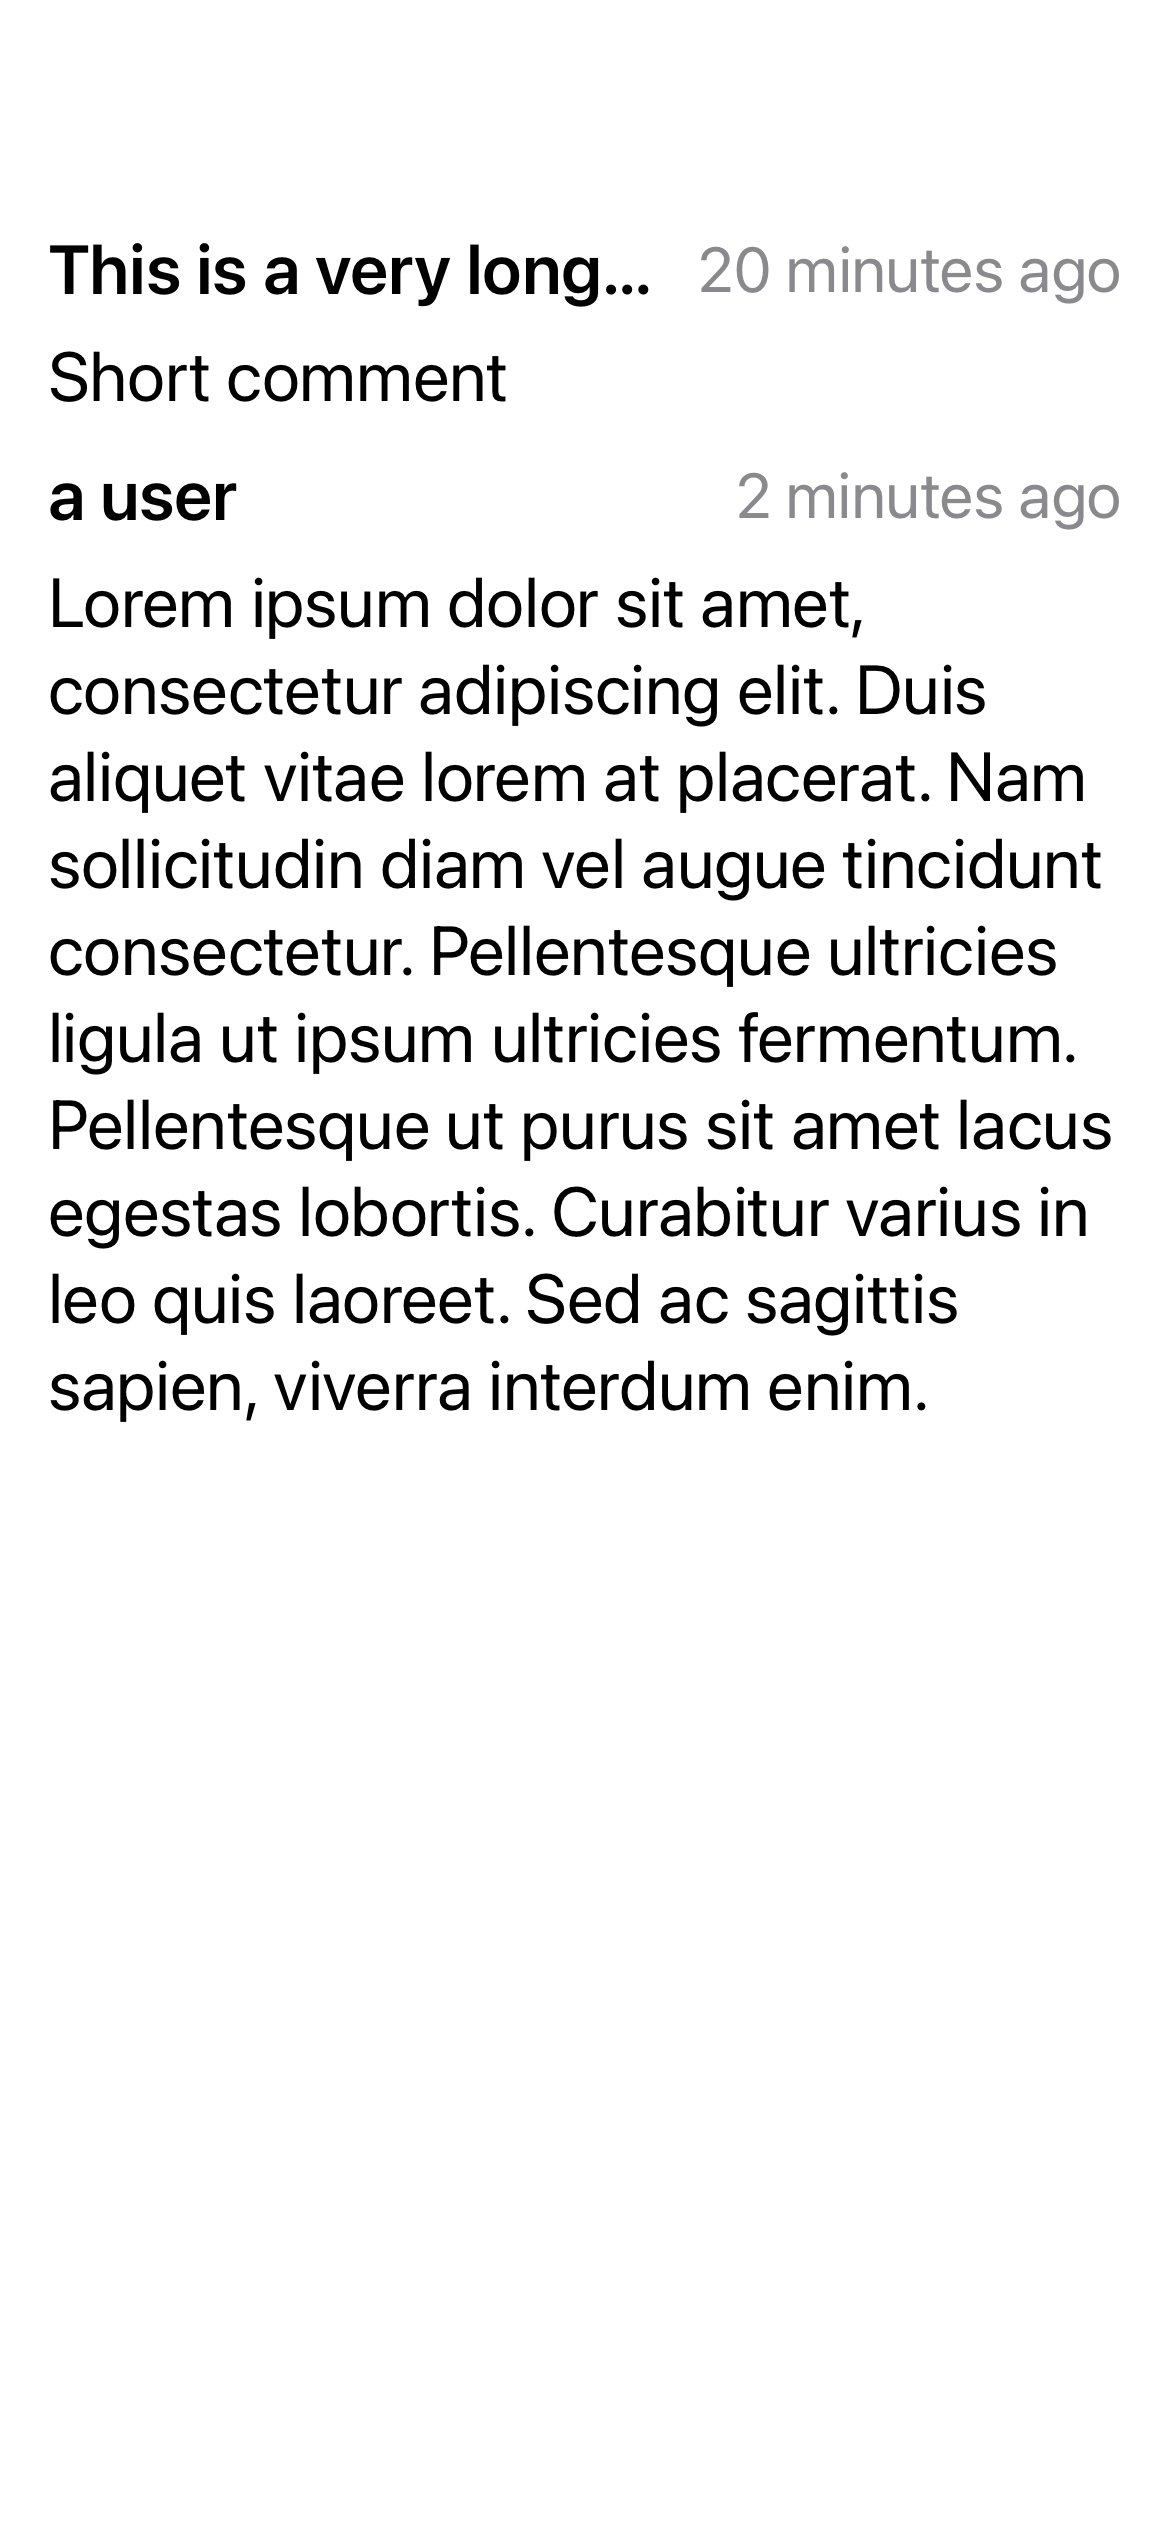 This is a very long... 20 minutes ago
Short comment
a user 2 minutes ago
Lorem ipsum dolor sit amet,
consectetur adipiscing elit. Duis
aliquet vitae lorem at placerat. Nam
sollicitudin diam vel augue tincidunt
consectetur. Pellentesque ultricies
ligula ut ipsum ultricies fermentum.
Pellentesque ut purus sit amet lacus
egestas lobortis. Curabitur varius in
leo quis laoreet. Sed ac sagittis
sapien, viverra interdum enim.